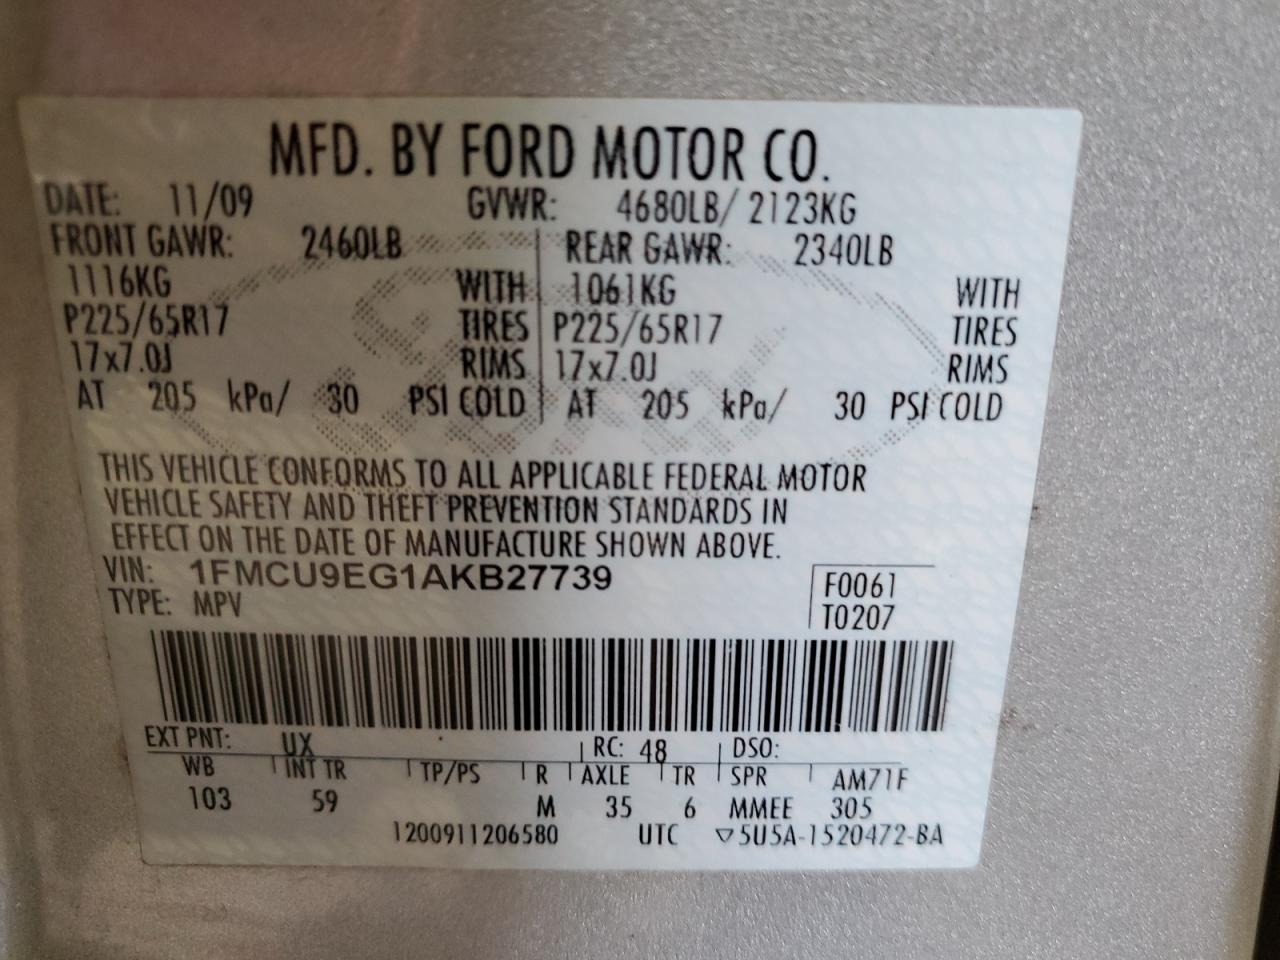 MFD. BY FORD MOTOR CO.
DATE: 11/09 GVWR: 4680LB/ 2123KG
FRONT GAWR: 2460LB REAR GAWR: 2340LB
1116KG WITH 1061KG WITH
P225/65R17 TIRES P225/65R17 TIRES
17x7.0J RIMS 17x7.0J RIMS
AT 205 kPa/ 30 PSI COLD AT 205 kPa/ 30 PSI COLD
THIS VEHICLE CONFORMS TO ALL APPLICABLE FEDERAL MOTOR
VEHICLE SAFETY AND THEFT PREVENTION STANDARDS IN
EFFECT ON THE DATE OF MANUFACTURE SHOWN ABOVE.
VIN: 1FMCU9EG1AKB27739 F0061
TYPE: MPV T0207
EXT PNT: UX RC: 48 DSO:
WB INT TR TP/PS R AXLE TR SPR AM71F
103 59 M 35 6 MMEE 305
1200911206580 UTC ▽5U5A-1520472-BA